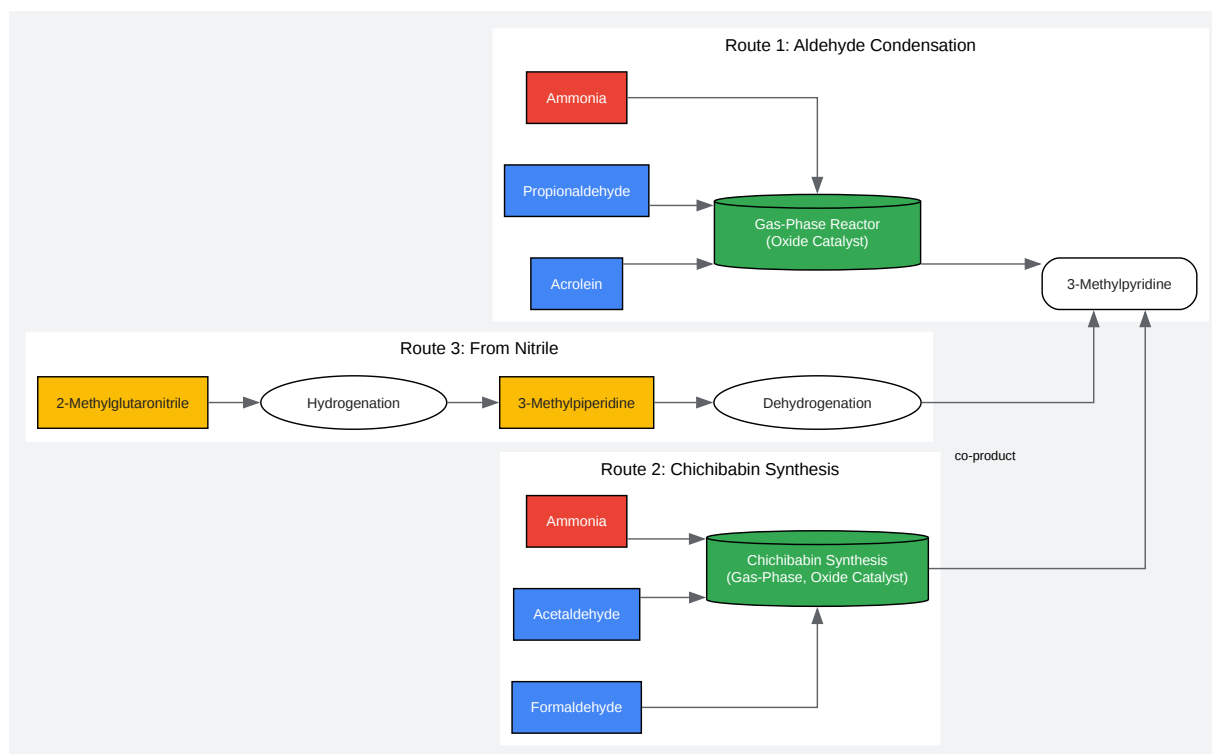 Route 1: Aldehyde Condensation
Ammonia
Propionaldehyde
Gas-Phase Reactor
(Oxide Catalyst)
Acrolein
3-Methylpyridine
Route 3: From Nitrile
2-Methylglutaronitrile
Hydrogenation
3-Methylpiperidine
Dehydrogenation
co-product
Route 2: Chichibabin Synthesis
Ammonia
Chichibabin Synthesis
(Gas-Phase, Oxide Catalyst)
Acetaldehyde
Formaldehyde